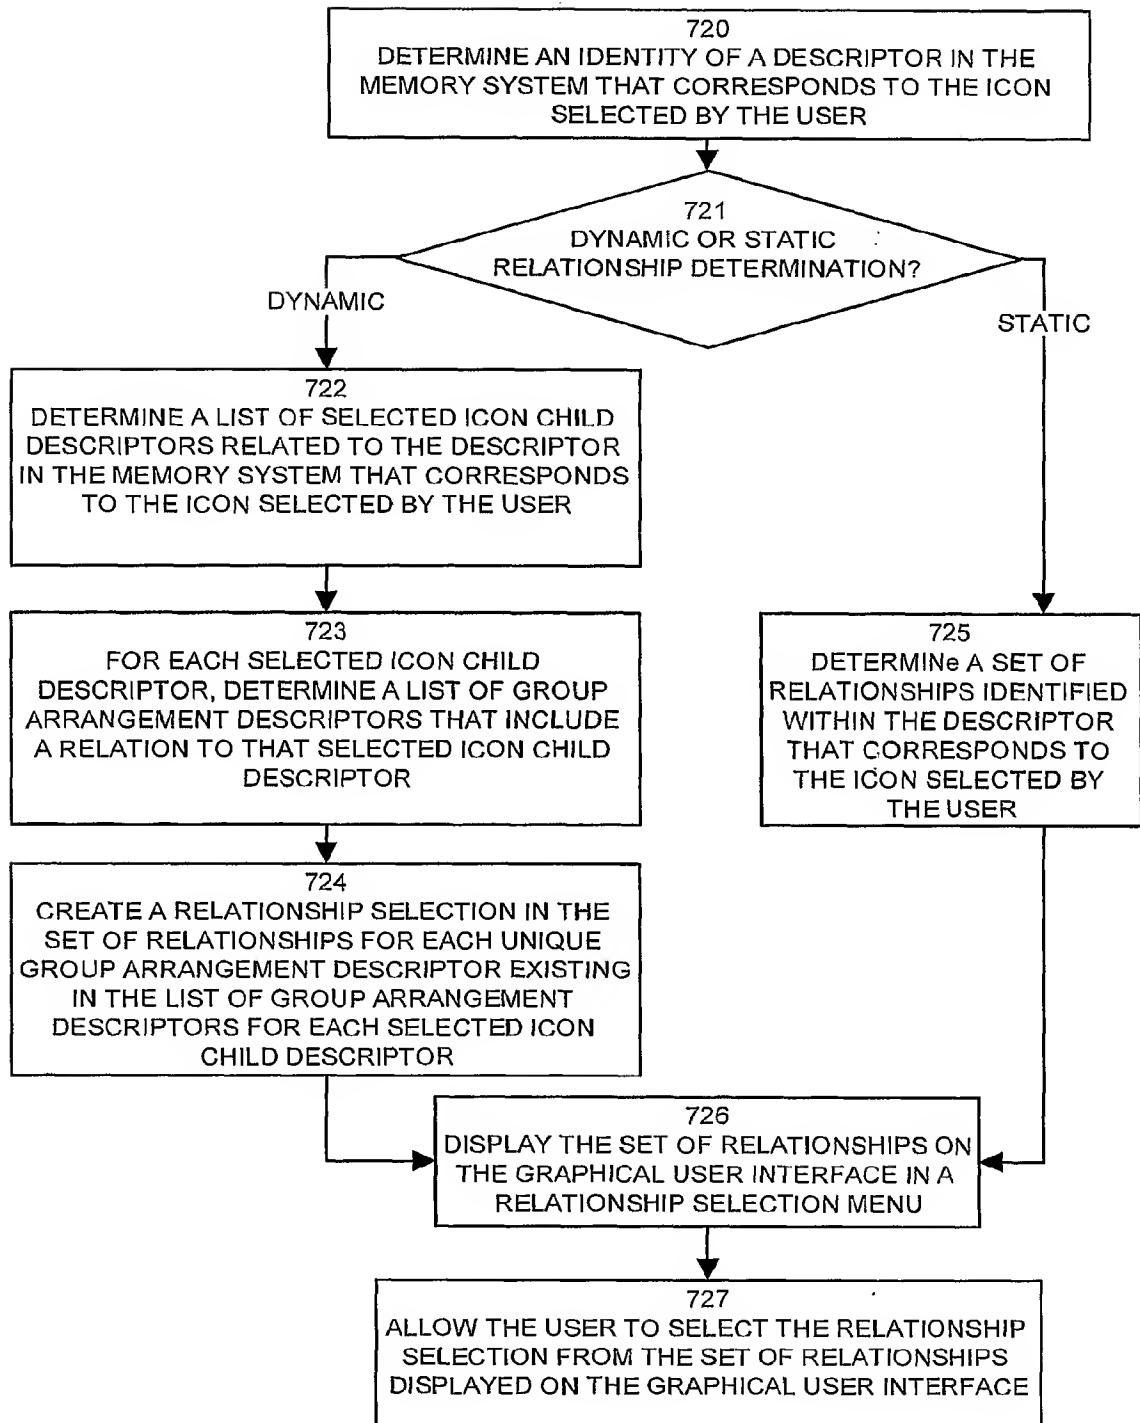 720
DETERMINE AN IDENTITY OF A DESCRIPTOR IN THE
MEMORY SYSTEM THAT CORRESPONDS TO THE ICON
SELECTED BY THE USER
721
DYNAMIC OR STATIC
RELATIONSHIP DETERMINATION?
DYNAMIC
STATIC
722
DETERMINE A LIST OF SELECTED ICON CHILD
DESCRIPTORS RELATED TO THE DESCRIPTOR
IN THE MEMORY SYSTEM THAT CORRESPONDS
TO THE ICON SELECTED BY THE USER
723
FOR EACH SELECTED ICON CHILD
DESCRIPTOR, DETERMINE A LIST OF GROUP
ARRANGEMENT DESCRIPTORS THAT INCLUDE
A RELATION TO THAT SELECTED ICON CHILD
DESCRIPTOR
725
DETERMINe A SET OF
RELATIONSHIPS IDENTIFIED
WITHIN THE DESCRIPTOR
THAT CORRESPONDS TO
THE ICON SELECTED BY
THE USER
724
CREATE A RELATIONSHIP SELECTION IN THE
SET OF RELATIONSHIPS FOR EACH UNIQUE
GROUP ARRANGEMENT DESCRIPTOR EXISTING
IN THE LIST OF GROUP ARRANGEMENT
DESCRIPTORS FOR EACH SELECTED ICON
CHILD DESCRIPTOR
726
DISPLAY THE SET OF RELATIONSHIPS ON
THE GRAPHICAL USER INTERFACE IN A
RELATIONSHIP SELECTION MENU
727
ALLOW THE USER TO SELECT THE RELATIONSHIP
SELECTION FROM THE SET OF RELATIONSHIPS
DISPLAYED ON THE GRAPHICAL USER INTERFACE